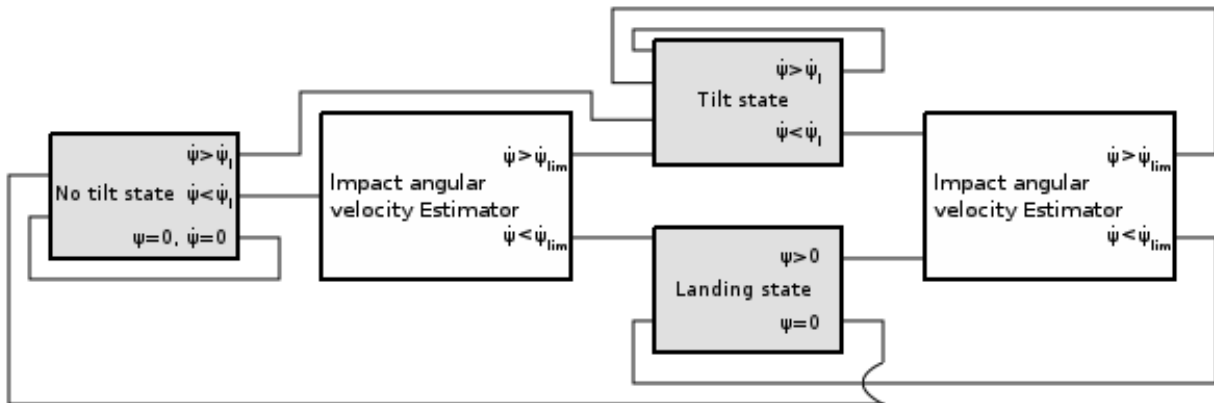 ψ̇>ψ̇l
No tilt state ψ̇<ψ̇l
ψ=0, ψ̇=0
ψ̇>ψ̇lim
Impact angular
velocity Estimator
ψ̇<ψ̇lim
ψ̇>ψ̇l
Tilt state
ψ̇<ψ̇l
ψ>0
Landing state
ψ=0
ψ̇>ψ̇lim
Impact angular
velocity Estimator
ψ̇<ψ̇lim